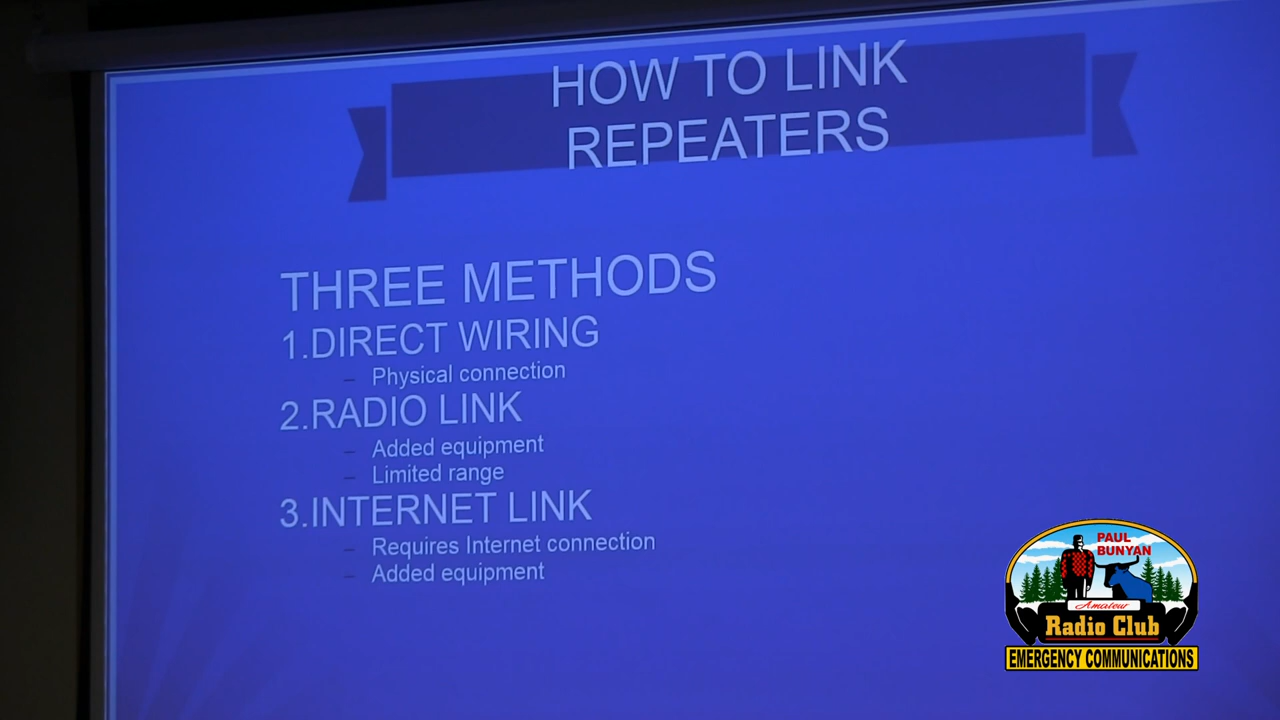 HOW TO LINK
REPEATERS
THREE METHODS
1.DIRECT WIRING
– Physical connection
2.RADIO LINK
– Added equipment
– Limited range
3.INTERNET LINK
– Requires Internet connection
– Added equipment
PAUL
BUNYAN
Amateur
Radio Club
EMERGENCY COMMUNICATIONS